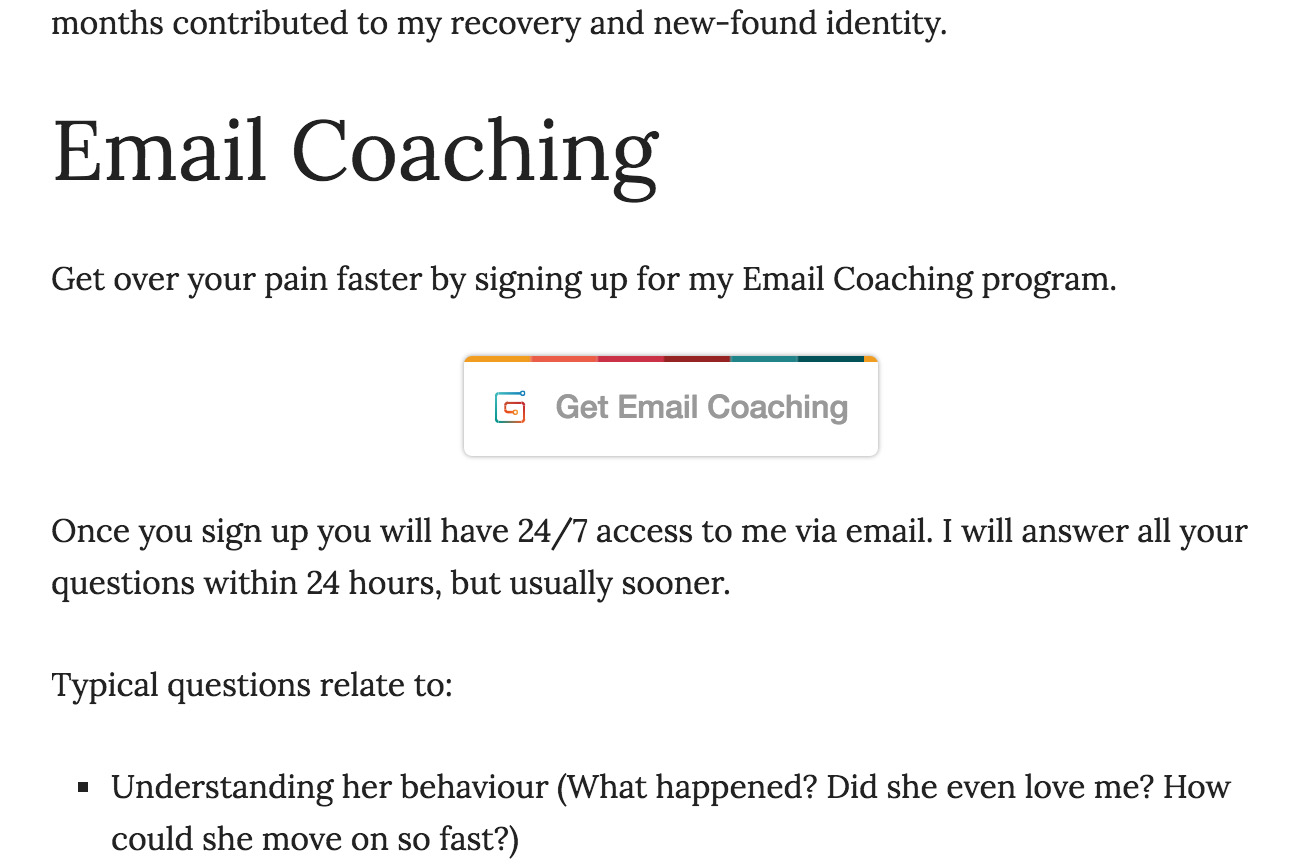 months contributed to my recovery and new-found identity.
Email Coaching
Get over your pain faster by signing up for my Email Coaching program.
Get Email Coaching
Once you sign up you will have 24/7 access to me via email. I will answer all your
questions within 24 hours, but usually sooner.
Typical questions relate to:
▪ Understanding her behaviour (What happened? Did she even love me? How
could she move on so fast?)